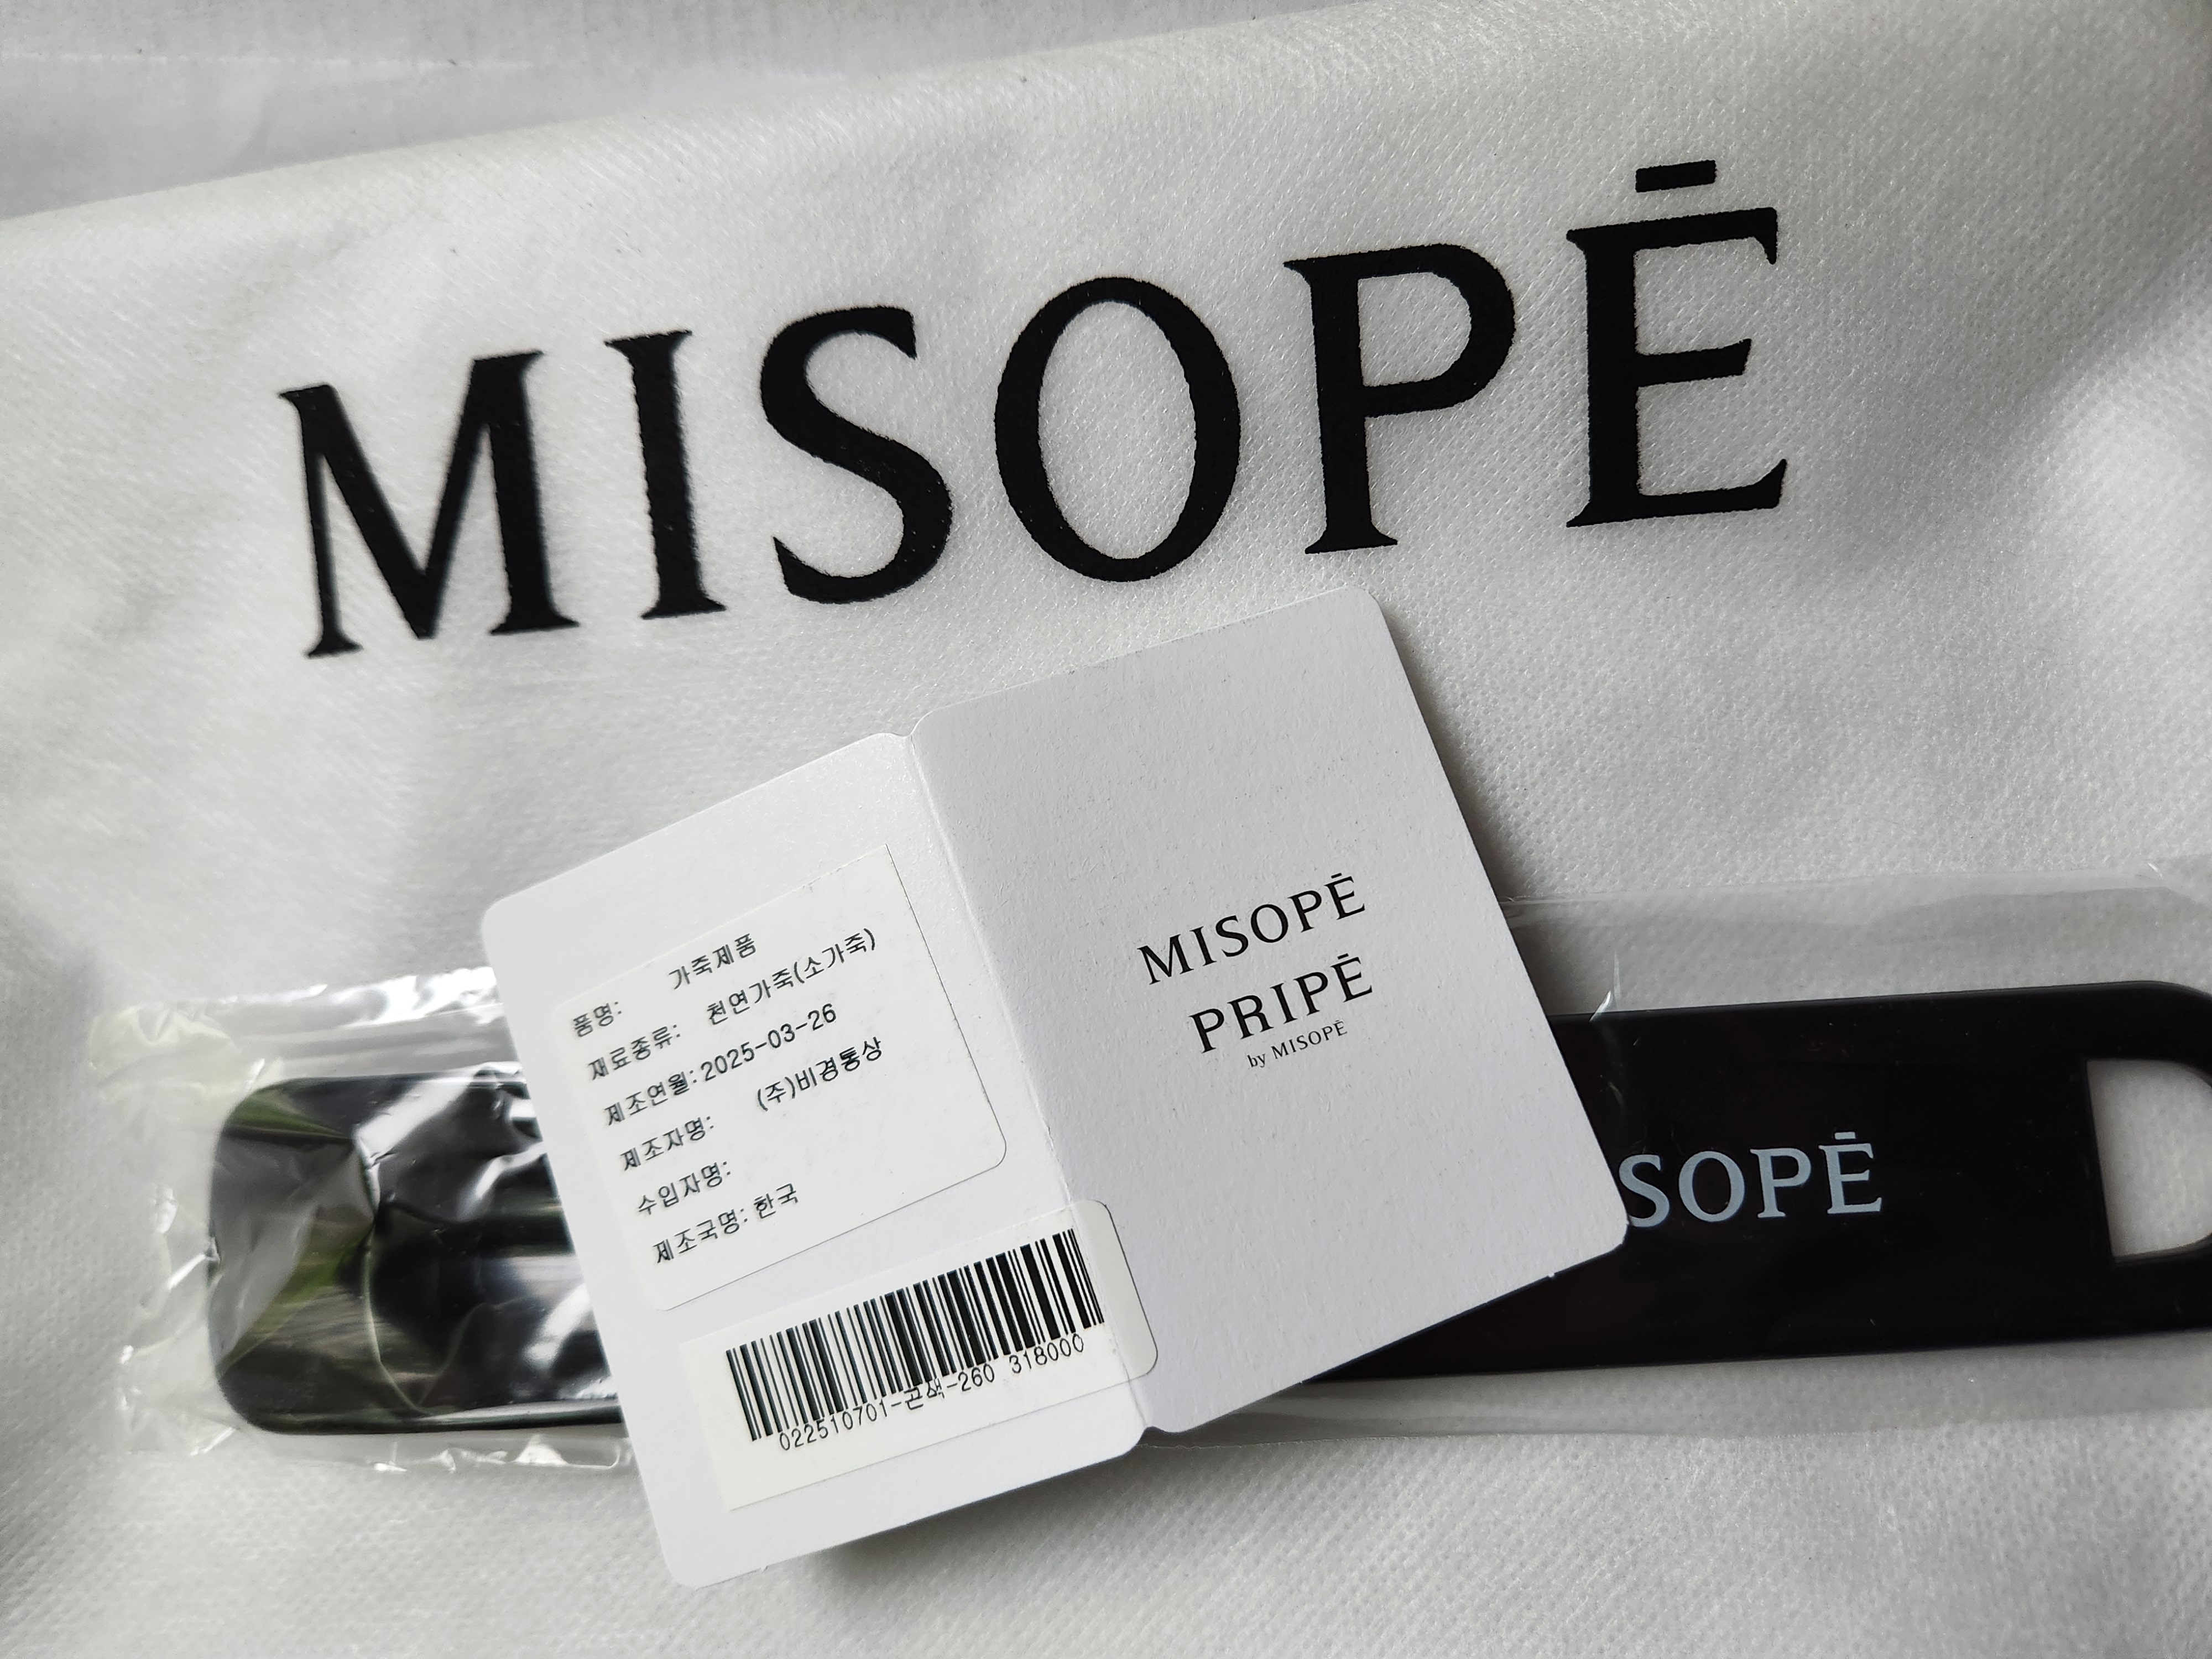 MISOPĒ
품명: 가죽제품
재료종류: 천연가죽(소가죽)
제조연월: 2025-03-26
제조자명: (주)비경통상
수입자명:
제조국명: 한국
022510701-곤색-260 318000
MISOPĒ
PRIPĒ
by MISOPĒ
SOPĒ